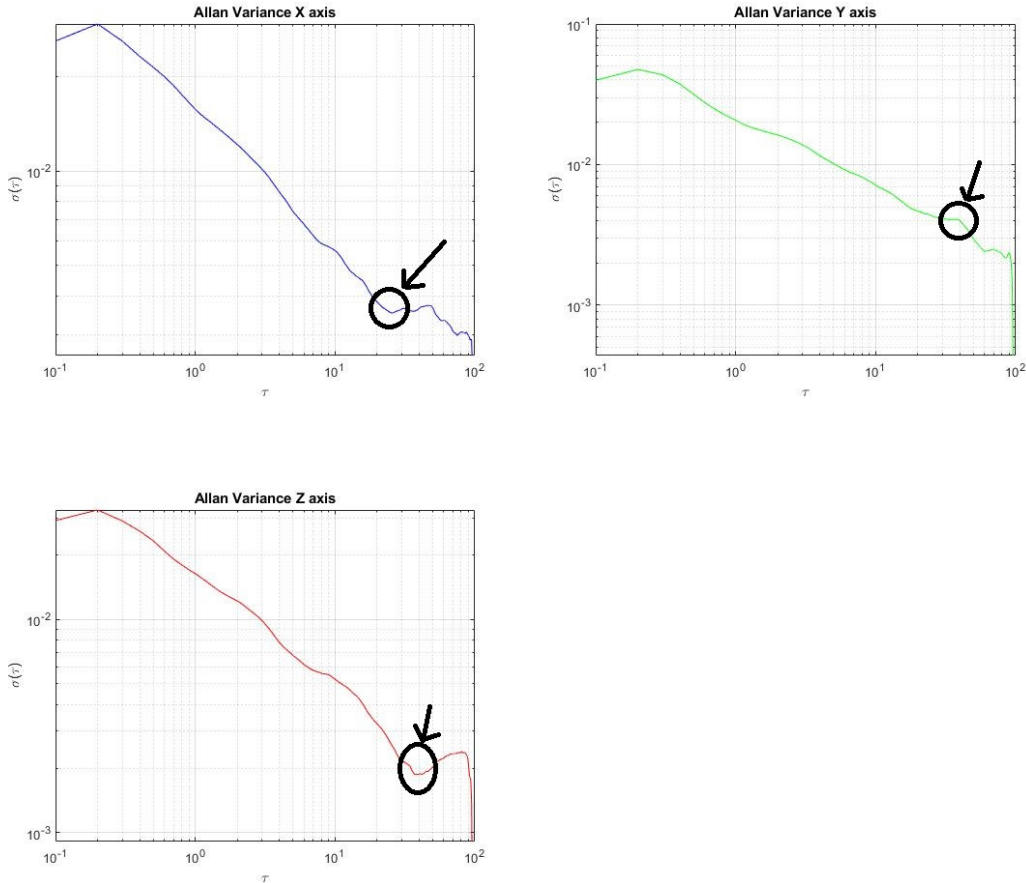 Allan Variance X axis
σ(τ)
10^-2
10^-1
10^0
10^1
10^2
τ
Allan Variance Y axis
σ(τ)
10^-1
10^-2
10^-3
10^-1
10^0
10^1
10^2
τ
Allan Variance Z axis
σ(τ)
10^-2
10^-3
10^-1
10^0
10^1
10^2
τ